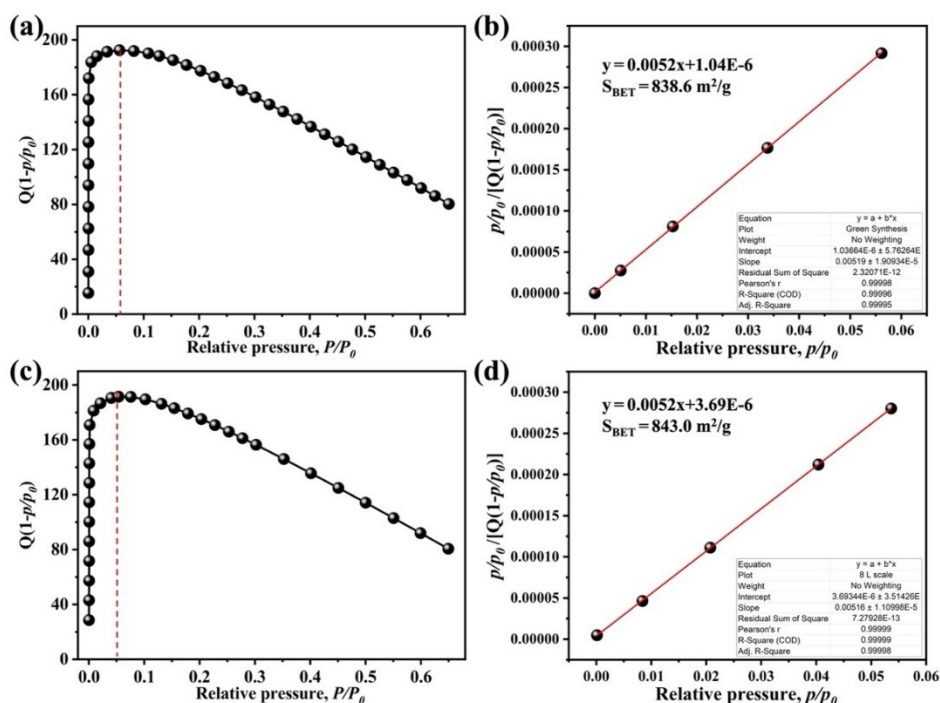 (a)
Q(1-p/p₀)
200
160
120
80
40
0
0.0 0.1 0.2 0.3 0.4 0.5 0.6
Relative pressure, P/P₀
(b)
p/p₀/[Q(1-p/p₀)]
0.00030
0.00025
0.00020
0.00015
0.00010
0.00005
0.00000
y = 0.0052x+1.04E-6
S_BET = 838.6 m²/g
Equation y = a + b*x
Plot Green Synthesis
Weight No Weighting
Intercept 1.03664E-6 ± 5.76264E
Slope 0.00519 ± 1.90934E-5
Residual Sum of Square 2.32071E-12
Pearson's r 0.99998
R-Square (COD) 0.99996
Adj. R-Square 0.99995
0.00 0.01 0.02 0.03 0.04 0.05 0.06
Relative pressure, p/p₀
(c)
Q(1-p/p₀)
200
160
120
80
40
0
0.0 0.1 0.2 0.3 0.4 0.5 0.6
Relative pressure, P/P₀
(d)
p/p₀/[Q(1-p/p₀)]
0.00030
0.00025
0.00020
0.00015
0.00010
0.00005
0.00000
y = 0.0052x+3.69E-6
S_BET = 843.0 m²/g
Equation y = a + b*x
Plot 8 L scale
Weight No Weighting
Intercept 3.69344E-6 ± 3.51426E
Slope 0.00516 ± 1.10998E-5
Residual Sum of Square 7.27928E-13
Pearson's r 0.99999
R-Square (COD) 0.99999
Adj. R-Square 0.99998
0.00 0.01 0.02 0.03 0.04 0.05 0.06
Relative pressure, p/p₀